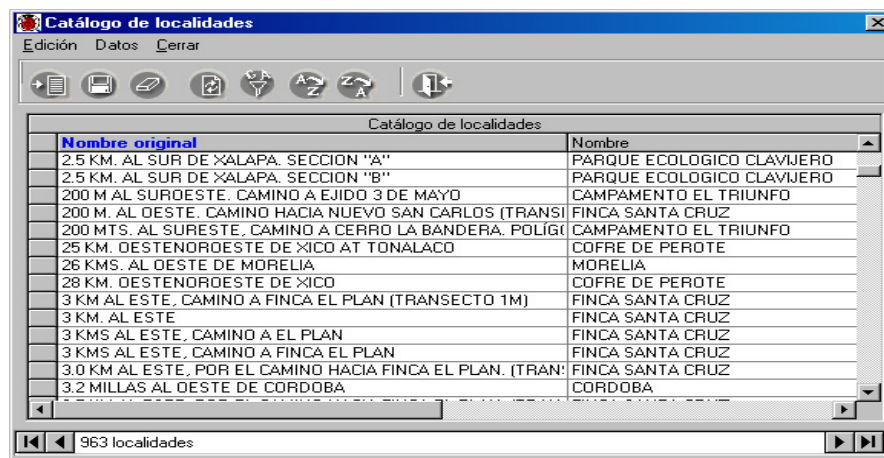 Catálogo de localidades
Edición Datos Cerrar
Catálogo de localidades
Nombre original Nombre
2.5 KM. AL SUR DE XALAPA. SECCION "A" PARQUE ECOLOGICO CLAVIJERO
2.5 KM. AL SUR DE XALAPA. SECCION "B" PARQUE ECOLOGICO CLAVIJERO
200 M AL SUROESTE. CAMINO A EJIDO 3 DE MAYO CAMPAMENTO EL TRIUNFO
200 M. AL OESTE. CAMINO HACIA NUEVO SAN CARLOS (TRANSI FINCA SANTA CRUZ
200 MTS. AL SURESTE, CAMINO A CERRO LA BANDERA. POLÍG CAMPAMENTO EL TRIUNFO
25 KM. OESTENOROESTE DE XICO AT TONALACO COFRE DE PEROTE
26 KMS. AL OESTE DE MORELIA MORELIA
28 KM. OESTENOROESTE DE XICO COFRE DE PEROTE
3 KM AL ESTE, CAMINO A FINCA EL PLAN (TRANSECTO 1M) FINCA SANTA CRUZ
3 KM. AL ESTE FINCA SANTA CRUZ
3 KMS AL ESTE, CAMINO A EL PLAN FINCA SANTA CRUZ
3 KMS AL ESTE, CAMINO A FINCA EL PLAN FINCA SANTA CRUZ
3.0 KM AL ESTE, POR EL CAMINO HACIA FINCA EL PLAN. (TRAN FINCA SANTA CRUZ
3.2 MILLAS AL OESTE DE CORDOBA CORDOBA
963 localidades